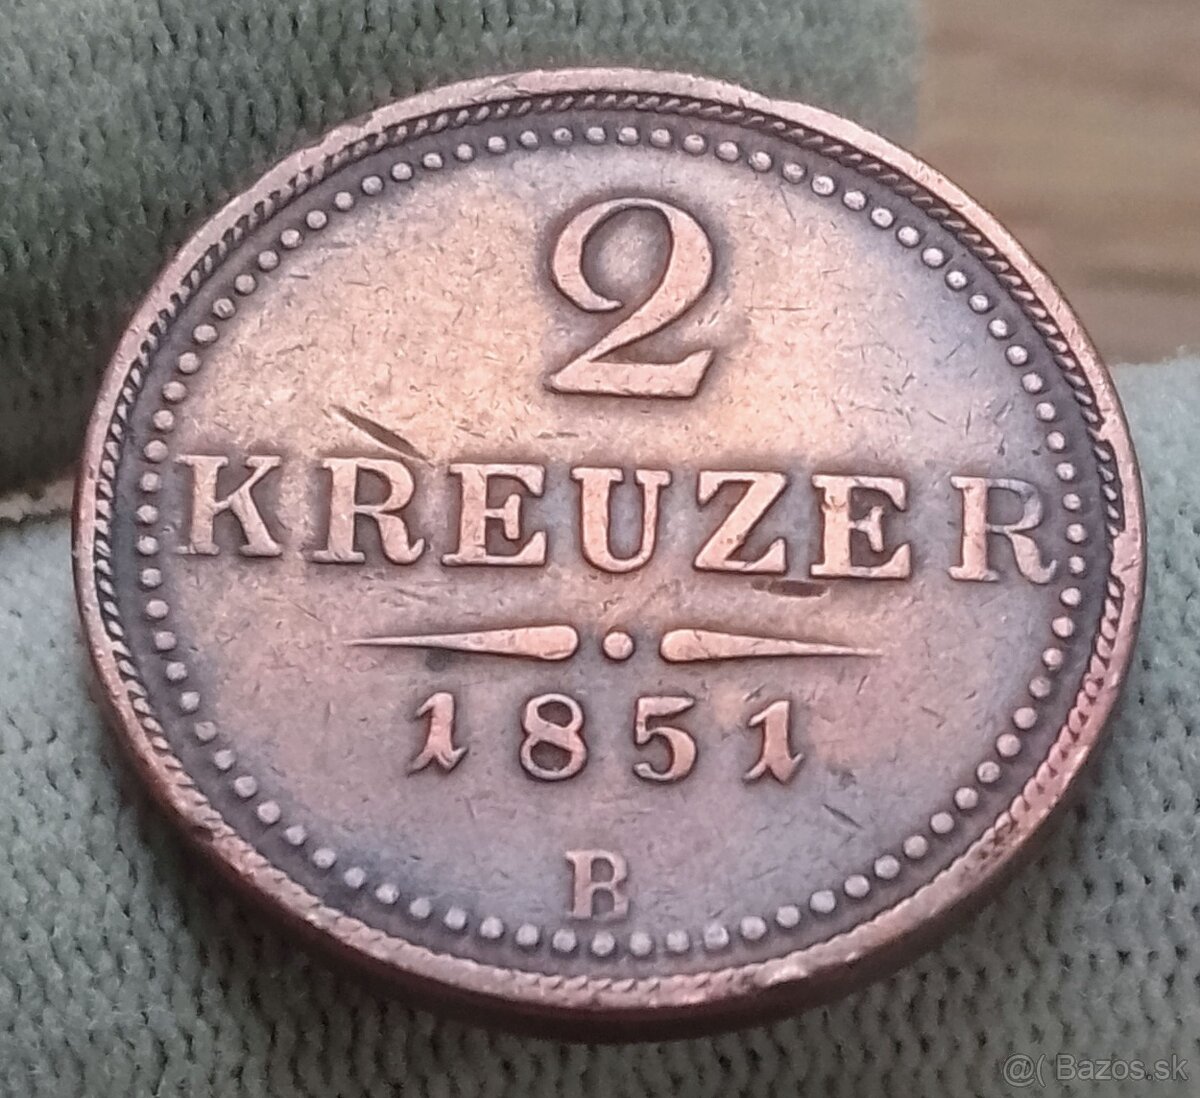 2
KREUZER
1851
B
@( Bazos.sk